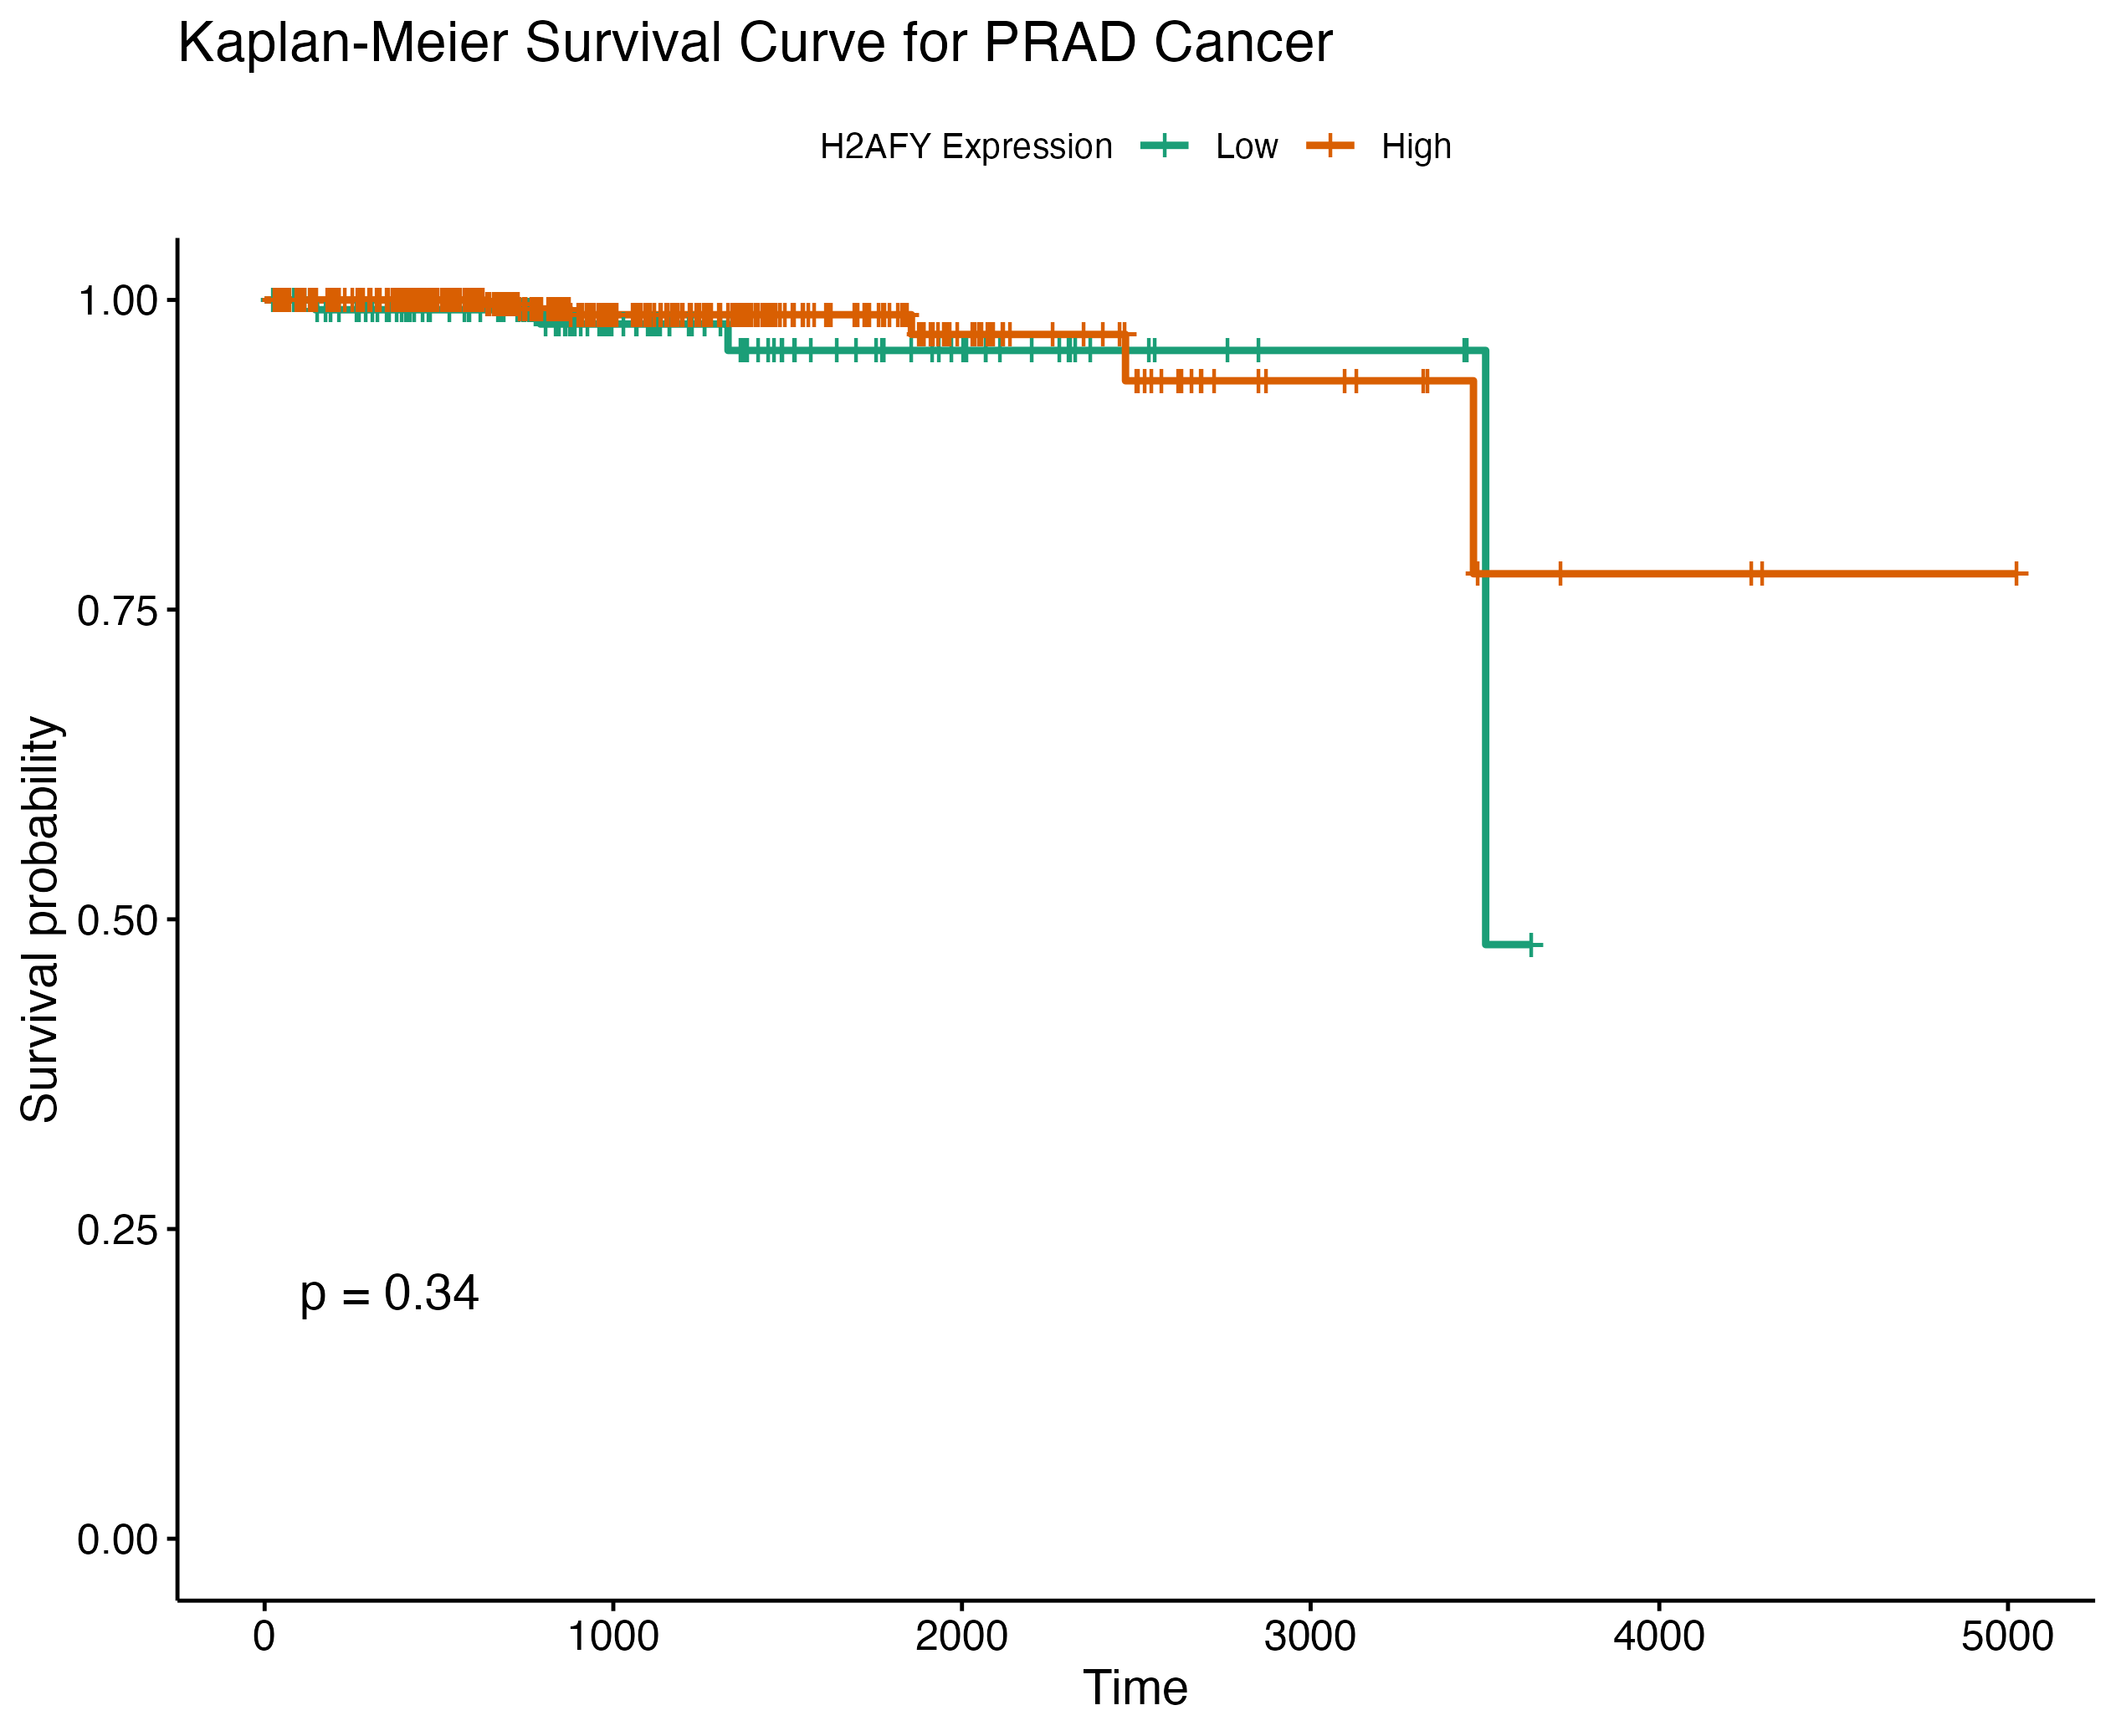 Kaplan-Meier Survival Curve for PRAD Cancer
H2AFY Expression Low High
Survival probability
1.00
0.75
0.50
0.25
0.00
p = 0.34
0 1000 2000 3000 4000 5000
Time